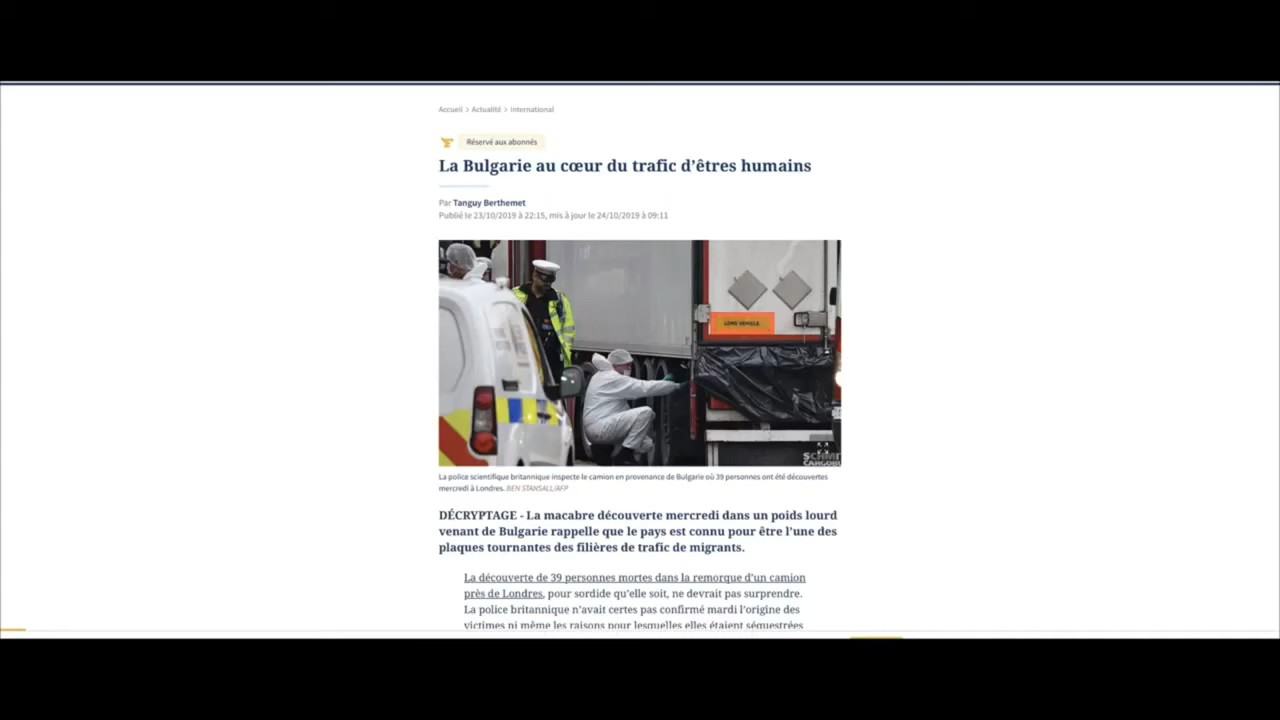 Accueil > Actualité > International
Réservé aux abonnés
La Bulgarie au cœur du trafic d'êtres humains
Par Tanguy Berthemet
Publié le 23/10/2019 à 22:15, mis à jour le 24/10/2019 à 09:11
LONG VEHICLE
La police scientifique britannique inspecte le camion en provenance de Bulgarie où 39 personnes ont été découvertes
mercredi à Londres. BEN STANSALL/AFP
DÉCRYPTAGE - La macabre découverte mercredi dans un poids lourd
venant de Bulgarie rappelle que le pays est connu pour être l'une des
plaques tournantes des filières de trafic de migrants.
La découverte de 39 personnes mortes dans la remorque d'un camion
près de Londres, pour sordide qu'elle soit, ne devrait pas surprendre.
La police britannique n'avait certes pas confirmé mardi l'origine des
victimes ni même les raisons pour lesquelles elles étaient séquestrées